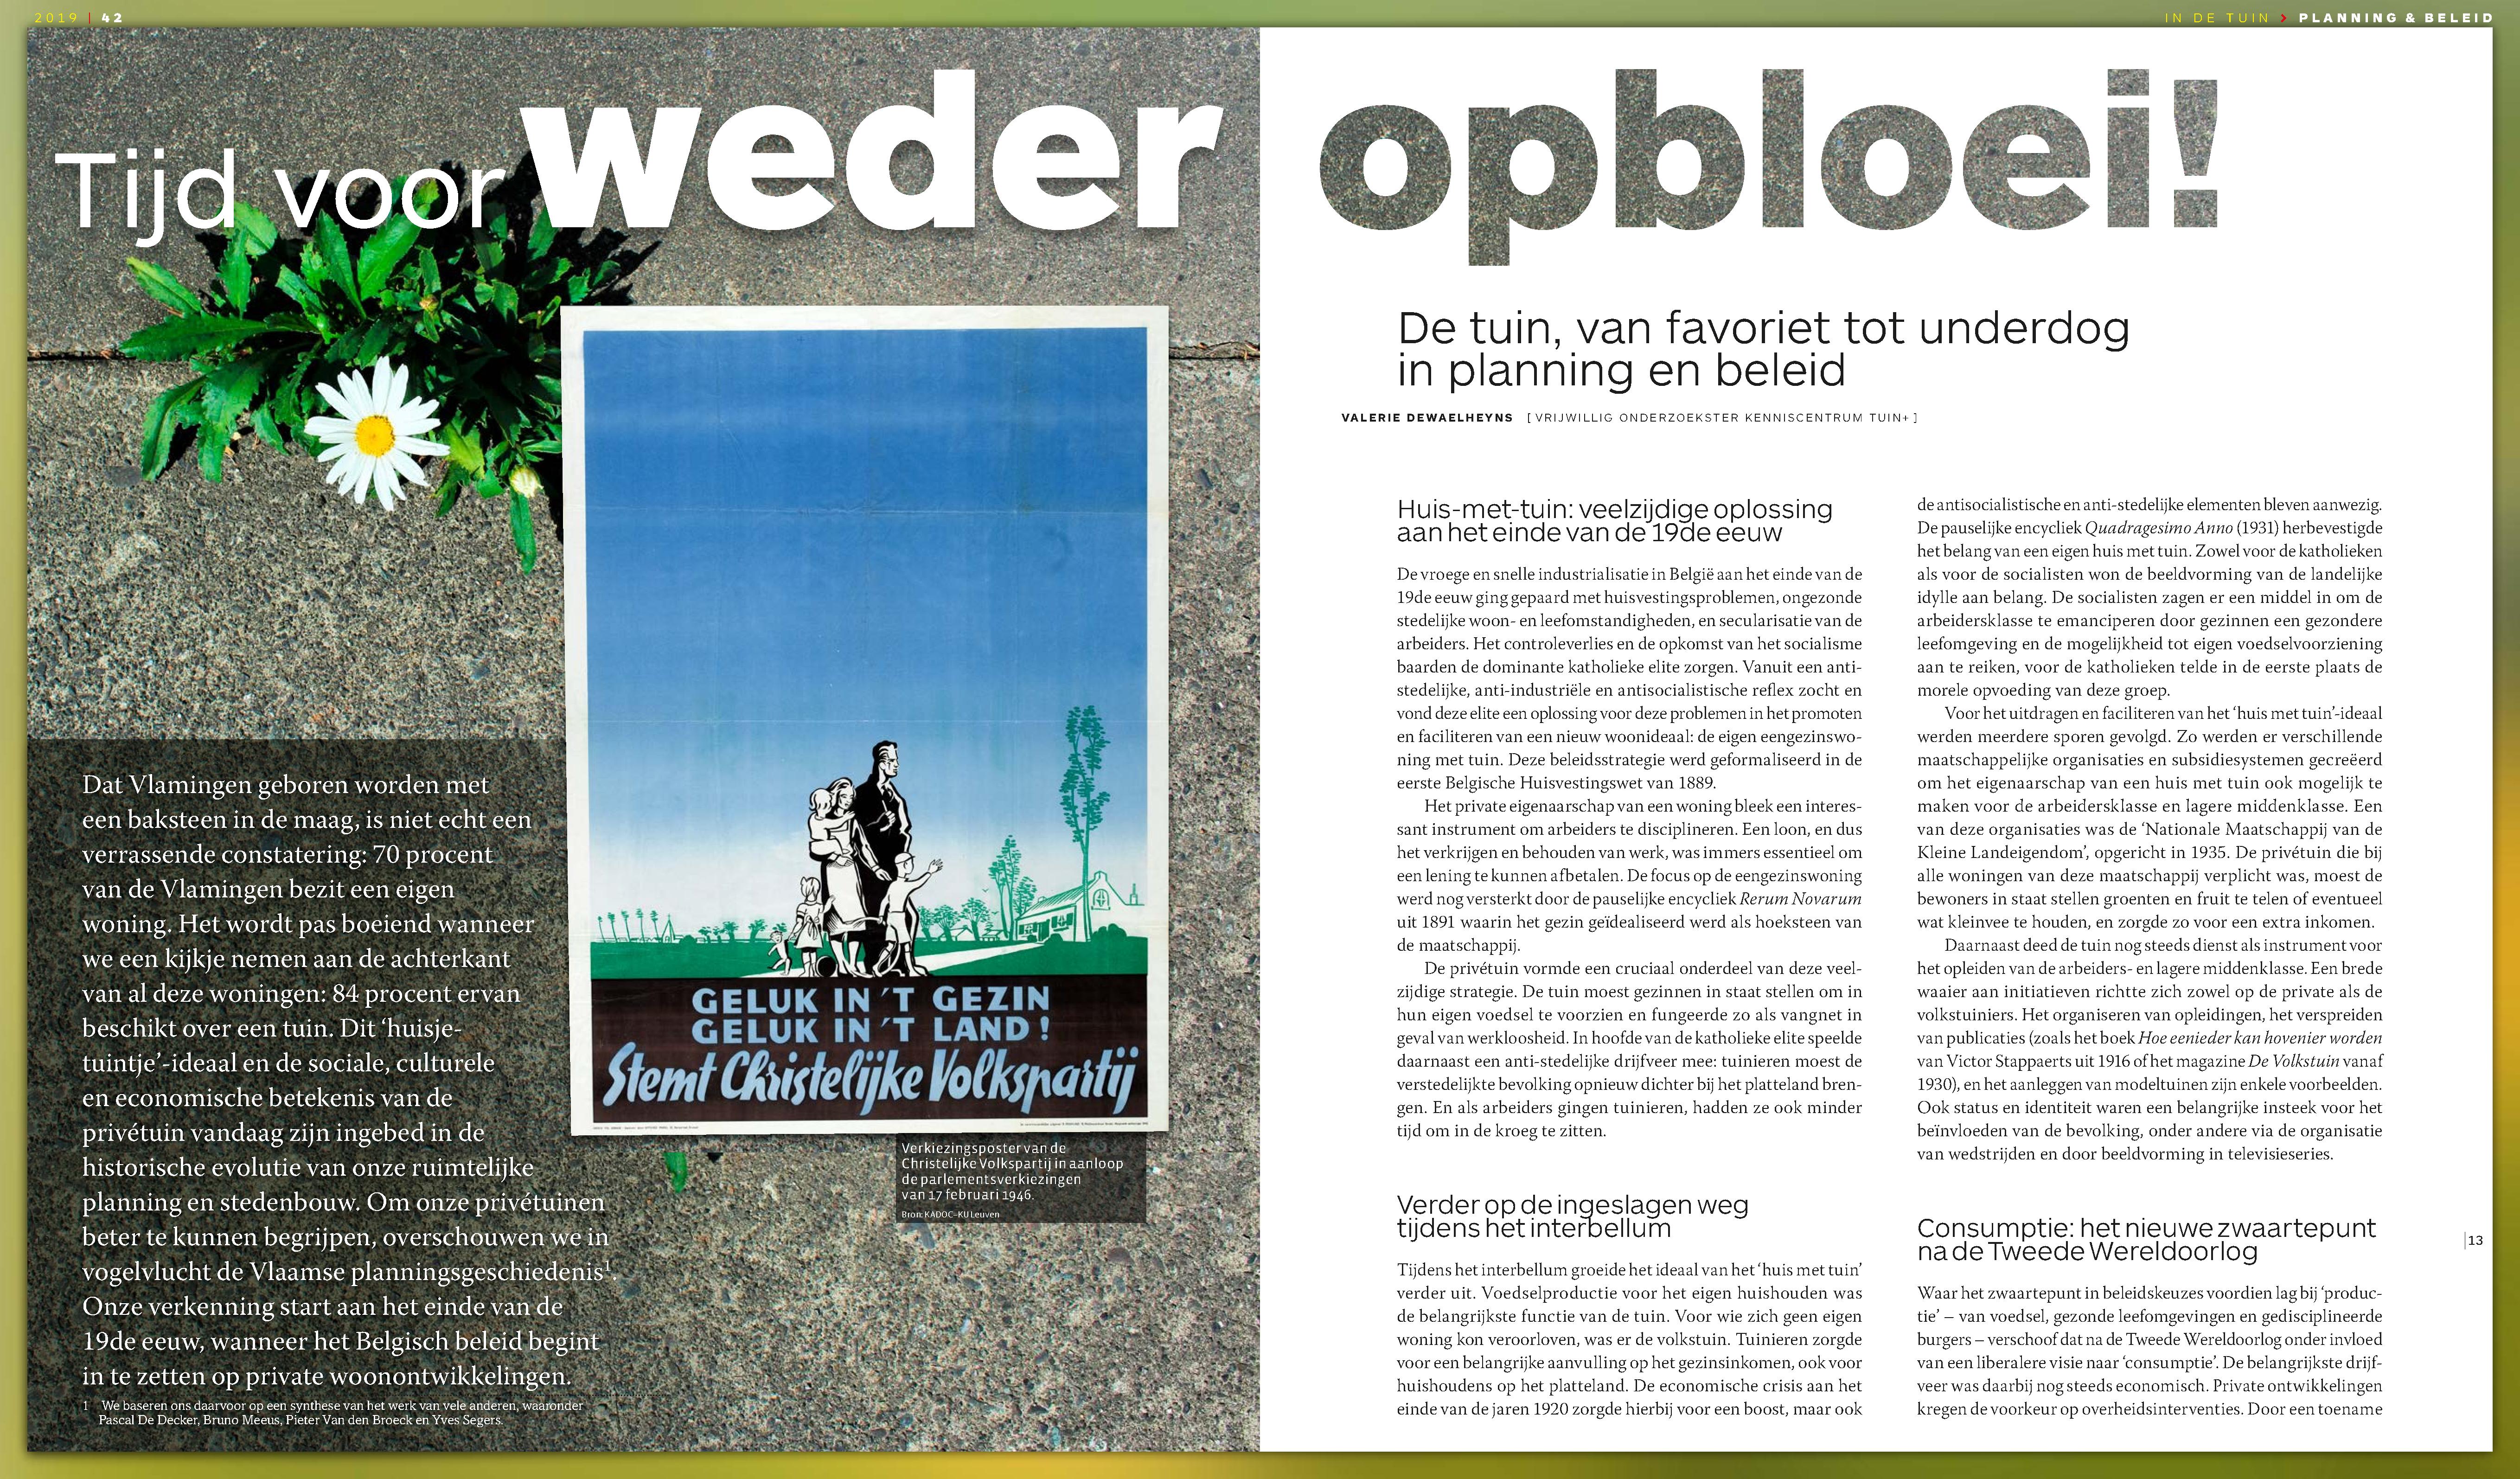 2019 | 42
IN DE TUIN > PLANNING & BELEID
Tijd voor weder opbloei!
Dat Vlamingen geboren worden met
een baksteen in de maag, is niet echt een
verrassende constatering: 70 procent
van de Vlamingen bezit een eigen
woning. Het wordt pas boeiend wanneer
we een kijkje nemen aan de achterkant
van al deze woningen: 84 procent ervan
beschikt over een tuin. Dit ‘huisje-
tuintje’-ideaal en de sociale, culturele
en economische betekenis van de
privétuin vandaag zijn ingebed in de
historische evolutie van onze ruimtelijke
planning en stedenbouw. Om onze privétuinen
beter te kunnen begrijpen, overschouwen we in
vogelvlucht de Vlaamse planningsgeschiedenis¹.
Onze verkenning start aan het einde van de
19de eeuw, wanneer het Belgisch beleid begint
in te zetten op private woonontwikkelingen.
1 We baseren ons daarvoor op een synthese van het werk van vele anderen, waaronder
Pascal De Decker, Bruno Meeus, Pieter Van den Broeck en Yves Segers.
GELUK IN 'T GEZIN
GELUK IN 'T LAND !
Stemt Christelijke Volkspartij
Verkiezingsposter van de
Christelijke Volkspartij in aanloop
de parlementsverkiezingen
van 17 februari 1946.
Bron: KADOC-KU Leuven
De tuin, van favoriet tot underdog
in planning en beleid
VALERIE DEWAELHEYNS [ VRIJWILLIG ONDERZOEKSTER KENNISCENTRUM TUIN+ ]
Huis-met-tuin: veelzijdige oplossing
aan het einde van de 19de eeuw
De vroege en snelle industrialisatie in België aan het einde van de
19de eeuw ging gepaard met huisvestingsproblemen, ongezonde
stedelijke woon- en leefomstandigheden, en secularisatie van de
arbeiders. Het controleverlies en de opkomst van het socialisme
baarden de dominante katholieke elite zorgen. Vanuit een anti-
stedelijke, anti-industriële en antisocialistische reflex zocht en
vond deze elite een oplossing voor deze problemen in het promoten
en faciliteren van een nieuw woonideaal: de eigen eengezinswo-
ning met tuin. Deze beleidsstrategie werd geformaliseerd in de
eerste Belgische Huisvestingswet van 1889.
Het private eigenaarschap van een woning bleek een interes-
sant instrument om arbeiders te disciplineren. Een loon, en dus
het verkrijgen en behouden van werk, was immers essentieel om
een lening te kunnen afbetalen. De focus op de eengezinswoning
werd nog versterkt door de pauselijke encycliek Rerum Novarum
uit 1891 waarin het gezin geïdealiseerd werd als hoeksteen van
de maatschappij.
De privétuin vormde een cruciaal onderdeel van deze veel-
zijdige strategie. De tuin moest gezinnen in staat stellen om in
hun eigen voedsel te voorzien en fungeerde zo als vangnet in
geval van werkloosheid. In hoofde van de katholieke elite speelde
daarnaast een anti-stedelijke drijfveer mee: tuinieren moest de
verstedelijkte bevolking opnieuw dichter bij het platteland bren-
gen. En als arbeiders gingen tuinieren, hadden ze ook minder
tijd om in de kroeg te zitten.
Verder op de ingeslagen weg
tijdens het interbellum
Tijdens het interbellum groeide het ideaal van het ‘huis met tuin’
verder uit. Voedselproductie voor het eigen huishouden was
de belangrijkste functie van de tuin. Voor wie zich geen eigen
woning kon veroorloven, was er de volkstuin. Tuinieren zorgde
voor een belangrijke aanvulling op het gezinsinkomen, ook voor
huishoudens op het platteland. De economische crisis aan het
einde van de jaren 1920 zorgde hierbij voor een boost, maar ook
de antisocialistische en anti-stedelijke elementen bleven aanwezig.
De pauselijke encycliek Quadragesimo Anno (1931) herbevestigde
het belang van een eigen huis met tuin. Zowel voor de katholieken
als voor de socialisten won de beeldvorming van de landelijke
idylle aan belang. De socialisten zagen er een middel in om de
arbeidersklasse te emanciperen door gezinnen een gezondere
leefomgeving en de mogelijkheid tot eigen voedselvoorziening
aan te reiken, voor de katholieken telde in de eerste plaats de
morele opvoeding van deze groep.
Voor het uitdragen en faciliteren van het ‘huis met tuin’-ideaal
werden meerdere sporen gevolgd. Zo werden er verschillende
maatschappelijke organisaties en subsidiesystemen gecreëerd
om het eigenaarschap van een huis met tuin ook mogelijk te
maken voor de arbeidersklasse en lagere middenklasse. Een
van deze organisaties was de ‘Nationale Maatschappij van de
Kleine Landeigendom’, opgericht in 1935. De privétuin die bij
alle woningen van deze maatschappij verplicht was, moest de
bewoners in staat stellen groenten en fruit te telen of eventueel
wat kleinvee te houden, en zorgde zo voor een extra inkomen.
Daarnaast deed de tuin nog steeds dienst als instrument voor
het opleiden van de arbeiders- en lagere middenklasse. Een brede
waaier aan initiatieven richtte zich zowel op de private als de
volkstuiniers. Het organiseren van opleidingen, het verspreiden
van publicaties (zoals het boek Hoe eenieder kan hovenier worden
van Victor Stappaerts uit 1916 of het magazine De Volkstuin vanaf
1930), en het aanleggen van modeltuinen zijn enkele voorbeelden.
Ook status en identiteit waren een belangrijke insteek voor het
beïnvloeden van de bevolking, onder andere via de organisatie
van wedstrijden en door beeldvorming in televisieseries.
Consumptie: het nieuwe zwaartepunt
na de Tweede Wereldoorlog
Waar het zwaartepunt in beleidskeuzes voordien lag bij ‘produc-
tie’ – van voedsel, gezonde leefomgevingen en gedisciplineerde
burgers – verschoof dat na de Tweede Wereldoorlog onder invloed
van een liberalere visie naar ‘consumptie’. De belangrijkste drijf-
veer was daarbij nog steeds economisch. Private ontwikkelingen
kregen de voorkeur op overheidsinterventies. Door een toename
|13